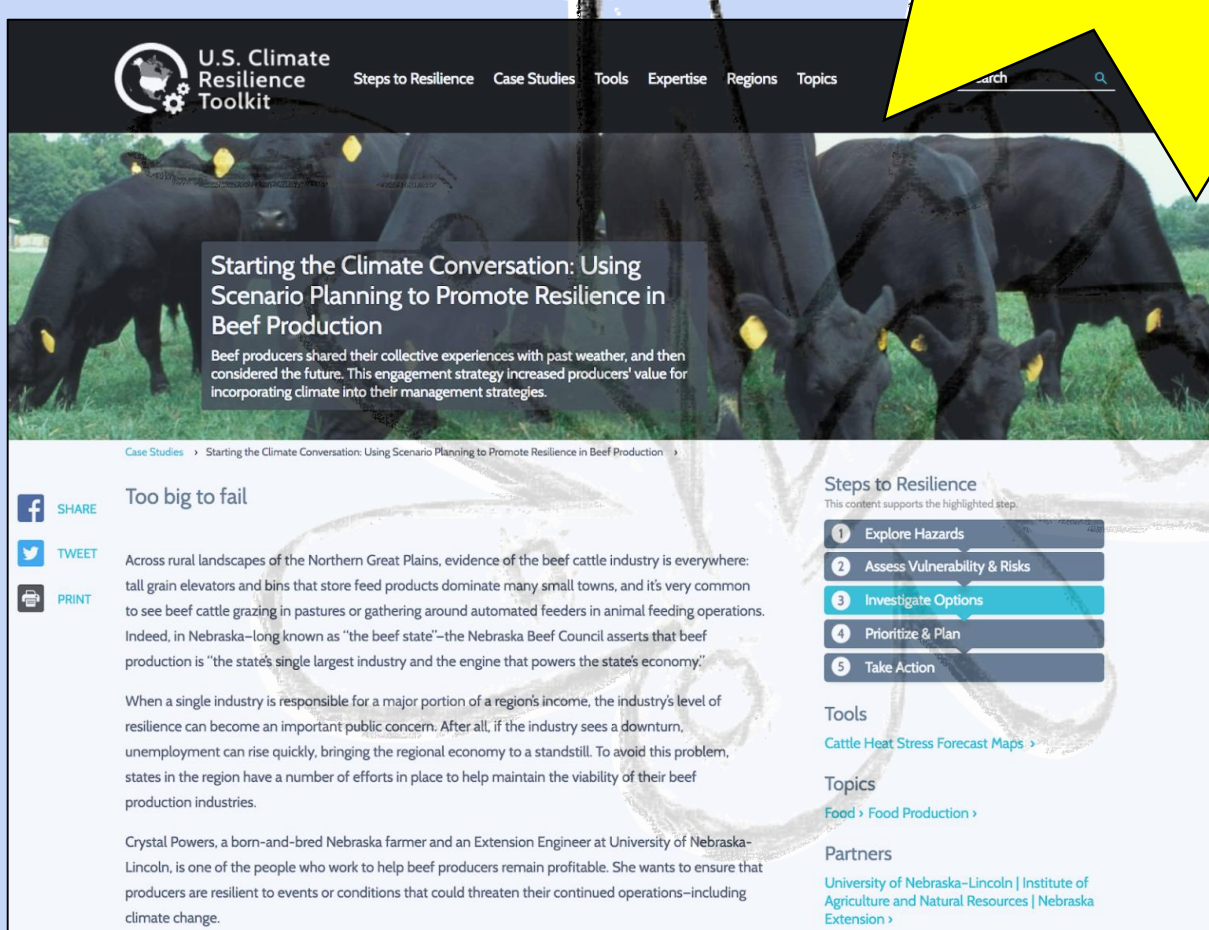 U.S. Climate
Resilience
Toolkit
Steps to Resilience Case Studies Tools Expertise Regions Topics
Starting the Climate Conversation: Using
Scenario Planning to Promote Resilience in
Beef Production
Beef producers shared their collective experiences with past weather, and then
considered the future. This engagement strategy increased producers' value for
incorporating climate into their management strategies.
Case Studies › Starting the Climate Conversation: Using Scenario Planning to Promote Resilience in Beef Production ›
SHARE
TWEET
PRINT
Too big to fail
Across rural landscapes of the Northern Great Plains, evidence of the beef cattle industry is everywhere:
tall grain elevators and bins that store feed products dominate many small towns, and it's very common
to see beef cattle grazing in pastures or gathering around automated feeders in animal feeding operations.
Indeed, in Nebraska—long known as "the beef state"—the Nebraska Beef Council asserts that beef
production is "the state's single largest industry and the engine that powers the state's economy."
When a single industry is responsible for a major portion of a region's income, the industry's level of
resilience can become an important public concern. After all, if the industry sees a downturn,
unemployment can rise quickly, bringing the regional economy to a standstill. To avoid this problem,
states in the region have a number of efforts in place to help maintain the viability of their beef
production industries.
Crystal Powers, a born-and-bred Nebraska farmer and an Extension Engineer at University of Nebraska-
Lincoln, is one of the people who work to help beef producers remain profitable. She wants to ensure that
producers are resilient to events or conditions that could threaten their continued operations—including
climate change.
Steps to Resilience
This content supports the highlighted step.
1 Explore Hazards
2 Assess Vulnerability & Risks
3 Investigate Options
4 Prioritize & Plan
5 Take Action
Tools
Cattle Heat Stress Forecast Maps ›
Topics
Food › Food Production ›
Partners
University of Nebraska–Lincoln | Institute of
Agriculture and Natural Resources | Nebraska
Extension ›